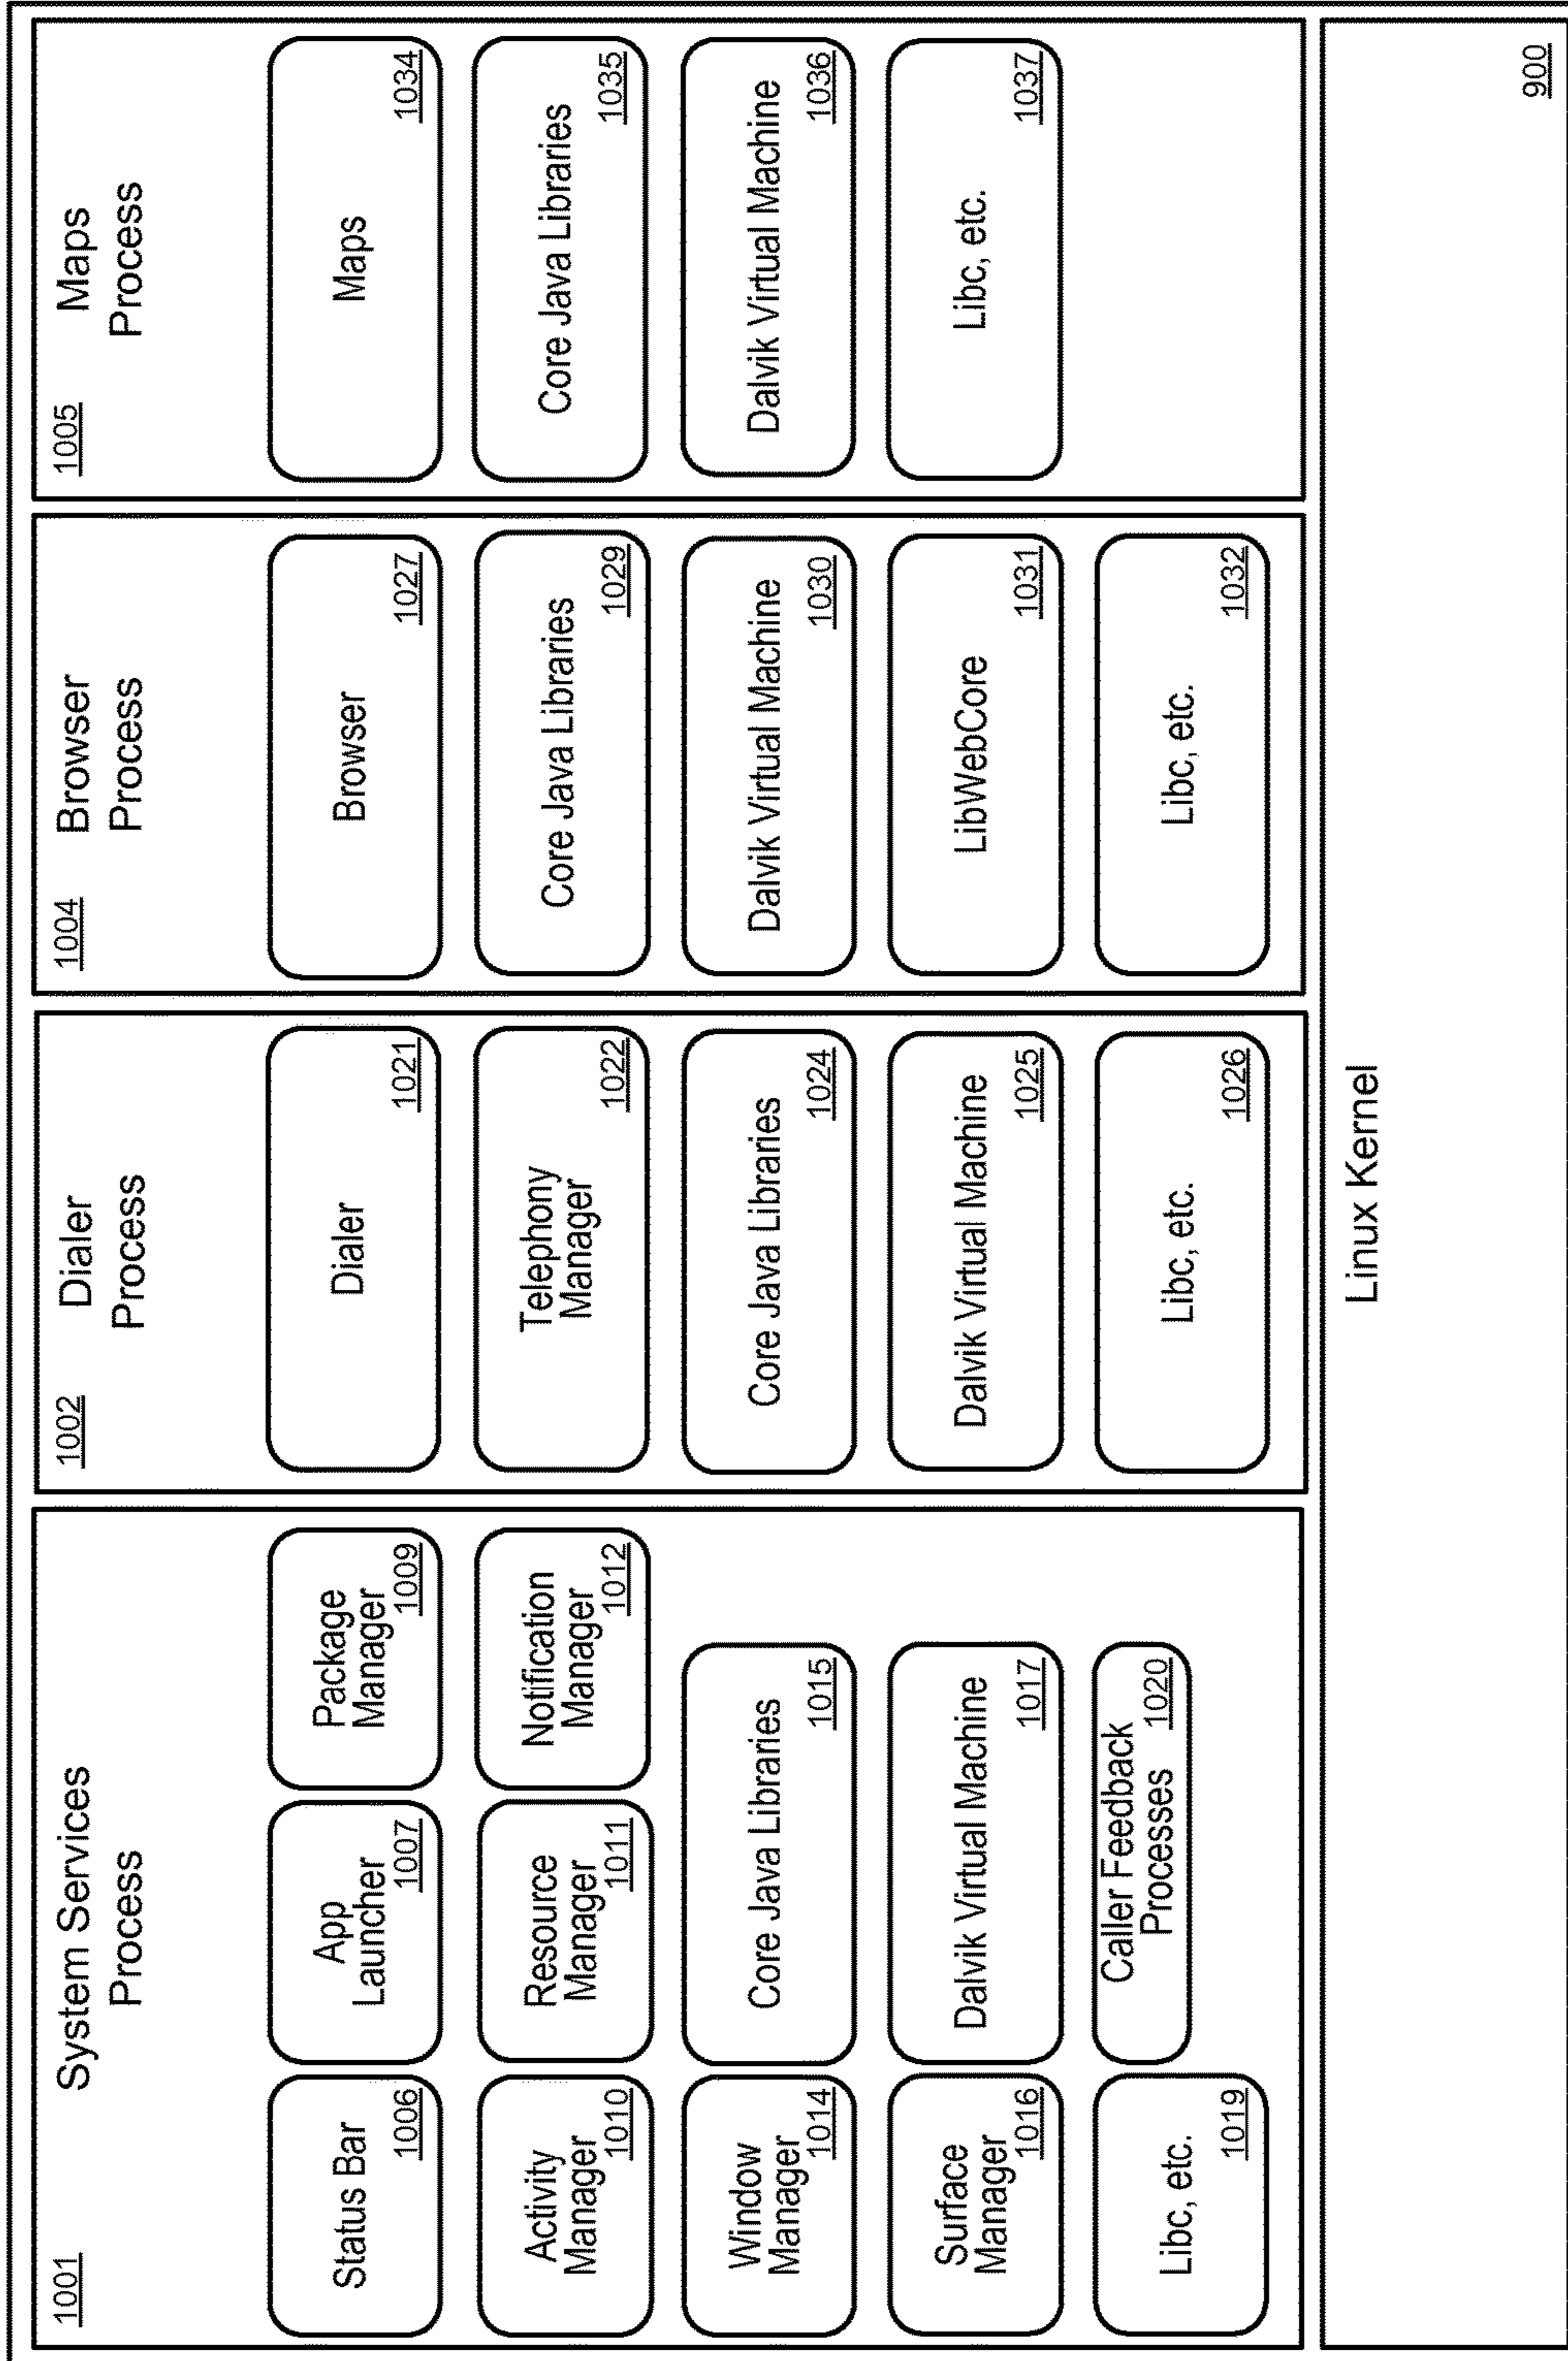 1001
System Services
Process
Status Bar
1006
App
Launcher
1007
Package
Manager
1009
Activity
Manager
1010
Resource
Manager
1011
Notification
Manager
1012
Window
Manager
1014
Core Java Libraries
1015
Surface
Manager
1016
Dalvik Virtual Machine
1017
Libc, etc.
1019
Caller Feedback
Processes
1020
1002
Dialer
Process
Dialer
1021
Telephony
Manager
1022
Core Java Libraries
1024
Dalvik Virtual Machine
1025
Libc, etc.
1026
1004
Browser
Process
Browser
1027
Core Java Libraries
1029
Dalvik Virtual Machine
1030
LibWebCore
1031
Libc, etc.
1032
1005
Maps
Process
Maps
1034
Core Java Libraries
1035
Dalvik Virtual Machine
1036
Libc, etc.
1037
Linux Kernel
900